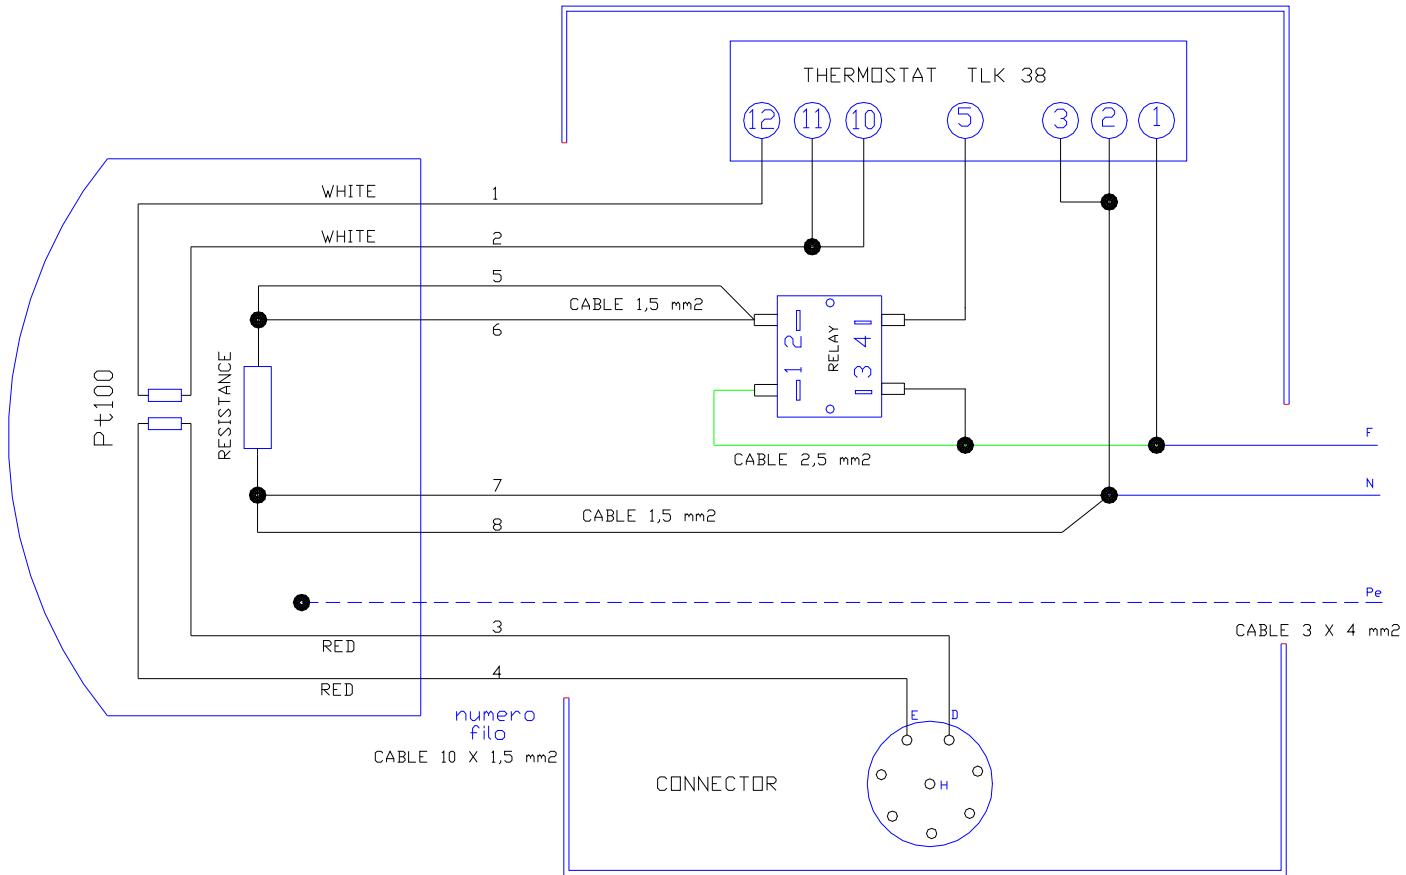 THERMOSTAT TLK 38
12 11 10 5 3 2 1
WHITE 1
WHITE 2
5
CABLE 1,5 mm2
6
RELAY
2 4
1 3
Pt100
RESISTANCE
F
CABLE 2,5 mm2
7
N
CABLE 1,5 mm2
8
Pe
3
CABLE 3 X 4 mm2
RED
4
RED
numero
filo
E D
CABLE 10 X 1,5 mm2
CONNECTOR
H